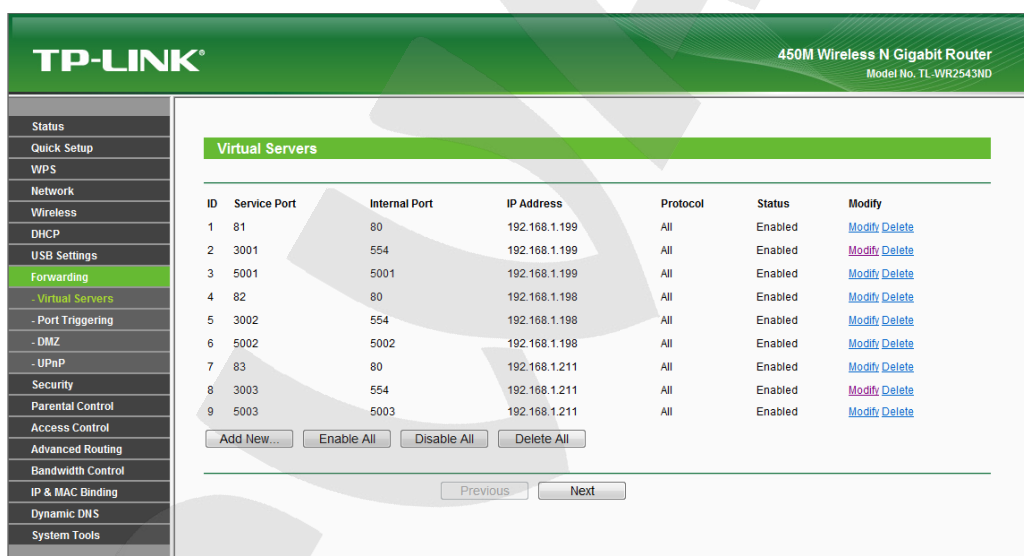 TP-LINK®
450M Wireless N Gigabit Router
Model No. TL-WR2543ND
Status
Quick Setup
WPS
Network
Wireless
DHCP
USB Settings
Forwarding
- Virtual Servers
- Port Triggering
- DMZ
- UPnP
Security
Parental Control
Access Control
Advanced Routing
Bandwidth Control
IP & MAC Binding
Dynamic DNS
System Tools
Virtual Servers
ID Service Port Internal Port IP Address Protocol Status Modify
1 81 80 192.168.1.199 All Enabled Modify Delete
2 3001 554 192.168.1.199 All Enabled Modify Delete
3 5001 5001 192.168.1.199 All Enabled Modify Delete
4 82 80 192.168.1.198 All Enabled Modify Delete
5 3002 554 192.168.1.198 All Enabled Modify Delete
6 5002 5002 192.168.1.198 All Enabled Modify Delete
7 83 80 192.168.1.211 All Enabled Modify Delete
8 3003 554 192.168.1.211 All Enabled Modify Delete
9 5003 5003 192.168.1.211 All Enabled Modify Delete
Add New... Enable All Disable All Delete All
Previous Next